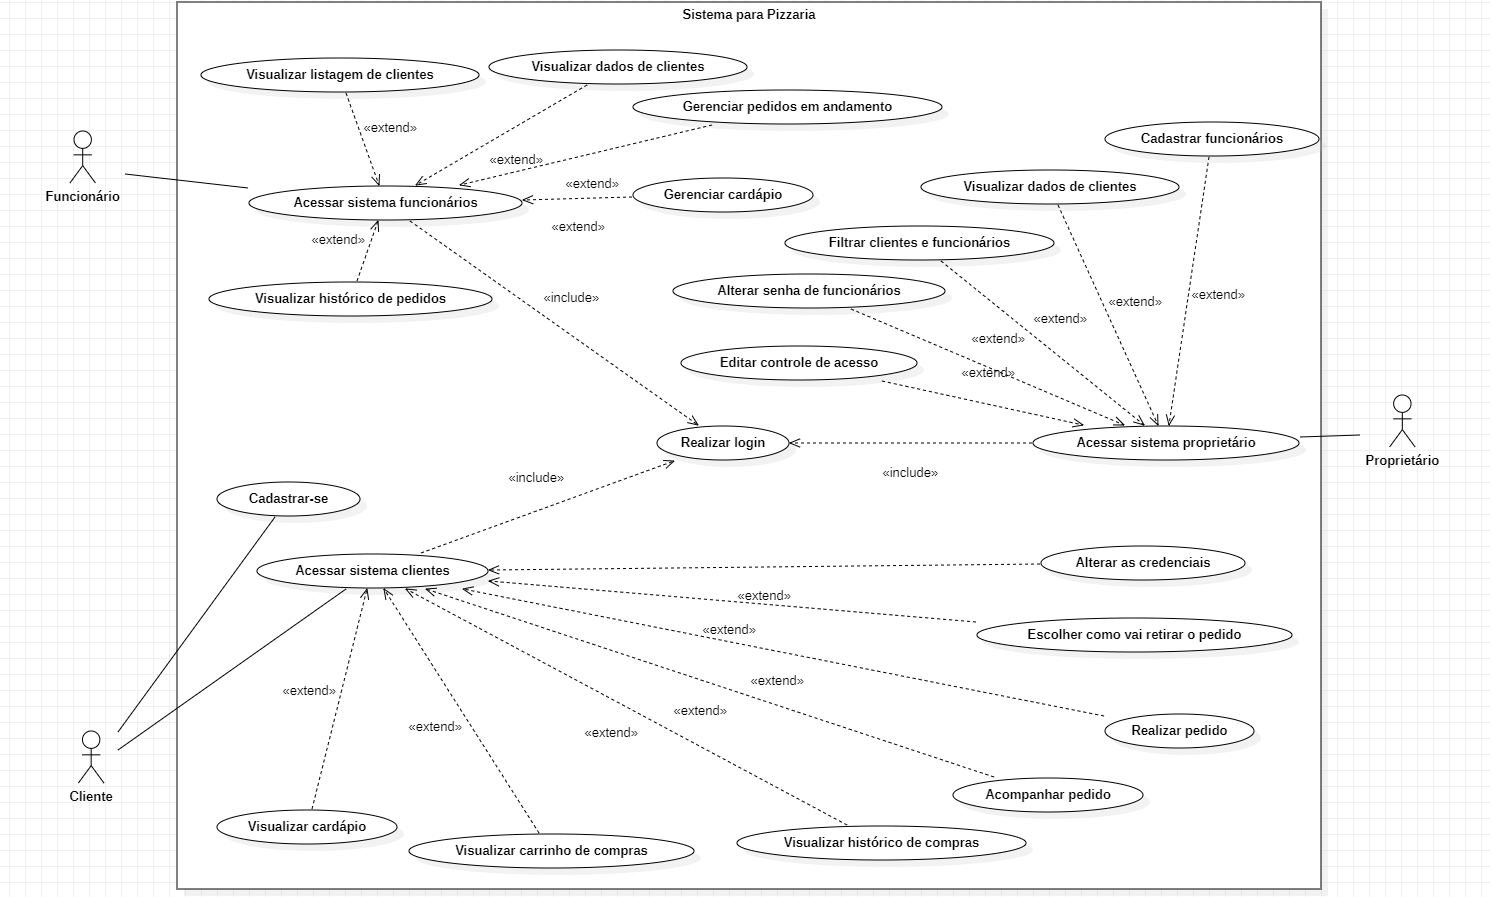 Sistema para Pizzaria
Visualizar listagem de clientes
Visualizar dados de clientes
Gerenciar pedidos em andamento
«extend»
Cadastrar funcionários
«extend»
Funcionário
Acessar sistema funcionários
«extend»
Gerenciar cardápio
Visualizar dados de clientes
«extend»
«extend»
Filtrar clientes e funcionários
Visualizar histórico de pedidos
«include»
Alterar senha de funcionários
«extend»
«extend»
«extend»
«extend»
Editar controle de acesso
«extend»
Realizar login
Acessar sistema proprietário
Proprietário
«include»
«include»
Cadastrar-se
Acessar sistema clientes
Alterar as credenciais
«extend»
«extend»
Escolher como vai retirar o pedido
«extend»
«extend»
«extend»
«extend»
«extend»
Realizar pedido
Cliente
Acompanhar pedido
Visualizar cardápio
Visualizar carrinho de compras
Visualizar histórico de compras